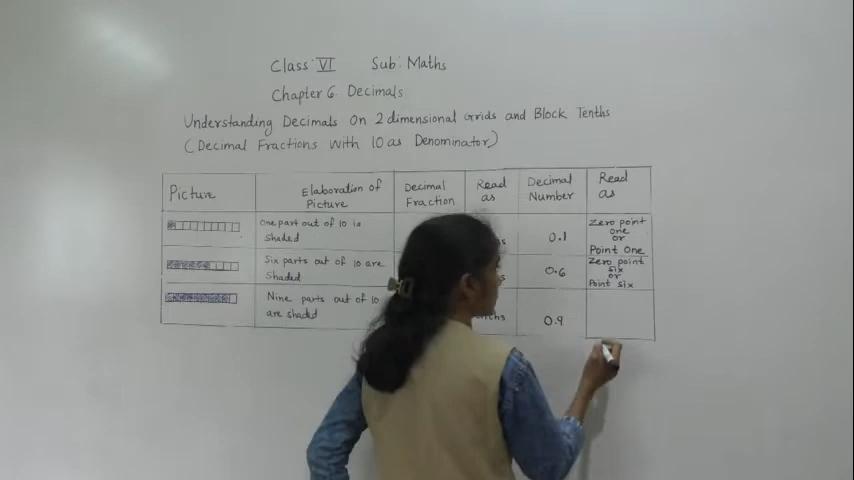 Class: VI Sub: Maths
Chapter 6. Decimals
Understanding Decimals On 2 dimensional Grids and Block Tenths
(Decimal Fractions with 10 as Denominator)
Picture
Elaboration of
Picture
Decimal
Fraction
Read
as
Decimal
Number
Read
as
One part out of 10 is
shaded
0.1
Zero point
one
or
Point One
Six parts out of 10 are
shaded
0.6
Zero point
six
or
Point six
Nine parts out of 10
are shaded
0.9